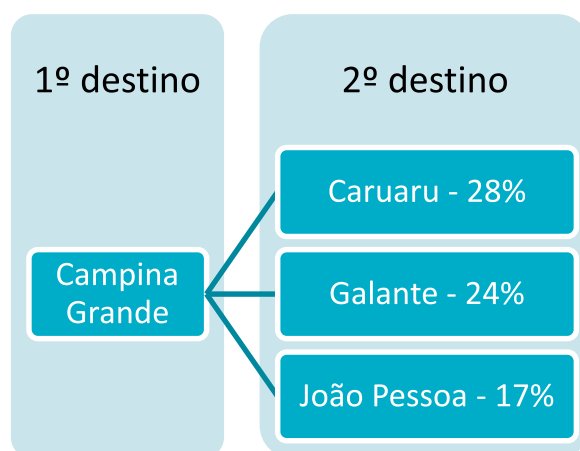 1º destino
2º destino
Campina
Grande
Caruaru - 28%
Galante - 24%
João Pessoa - 17%